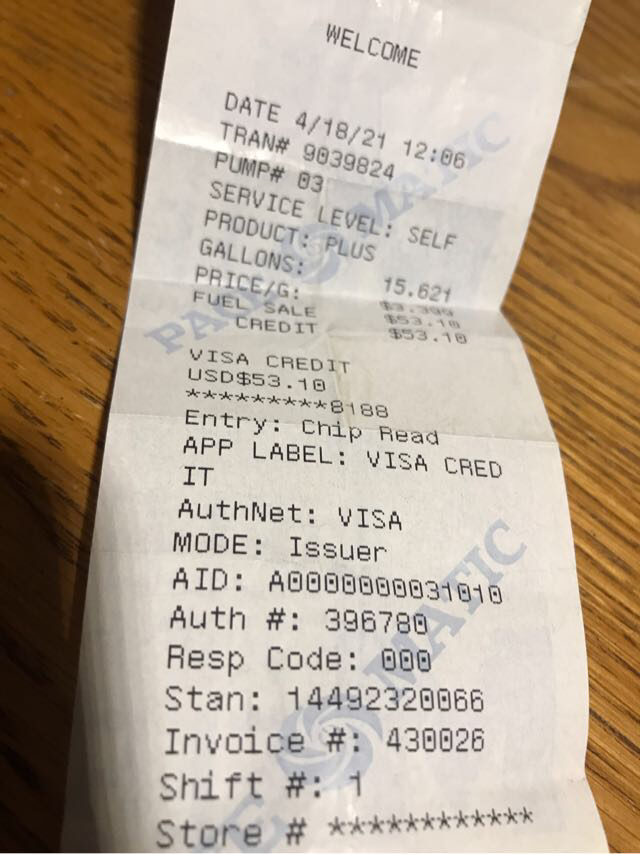 WELCOME
DATE 4/18/21 12:06
TRAN# 9039824
PUMP# 03
SERVICE LEVEL: SELF
PRODUCT: PLUS
GALLONS: 15.621
PRICE/G: $3.399
FUEL SALE $53.10
CREDIT $53.10
VISA CREDIT
USD$53.10
*********8188
Entry: Chip Read
APP LABEL: VISA CRED
IT
AuthNet: VISA
MODE: Issuer
AID: A0000000031010
Auth #: 396780
Resp Code: 000
Stan: 14492320066
Invoice #: 430026
Shift #: 1
Store # ************
MATIC
MATIC